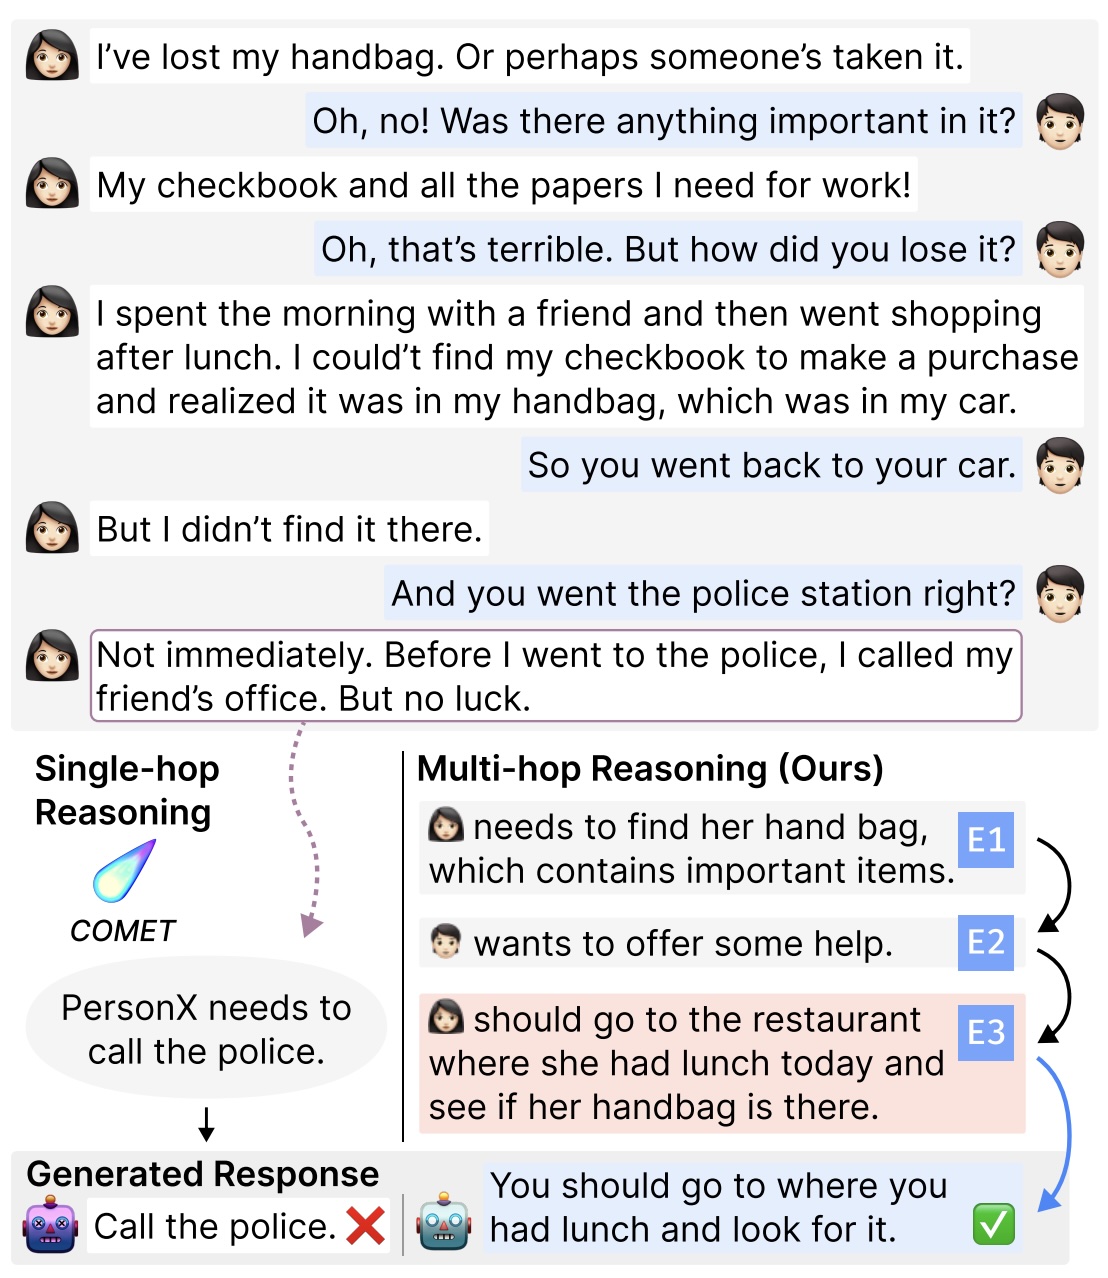 I've lost my handbag. Or perhaps someone's taken it.
Oh, no! Was there anything important in it?
My checkbook and all the papers I need for work!
Oh, that's terrible. But how did you lose it?
I spent the morning with a friend and then went shopping
after lunch. I could't find my checkbook to make a purchase
and realized it was in my handbag, which was in my car.
So you went back to your car.
But I didn't find it there.
And you went the police station right?
Not immediately. Before I went to the police, I called my
friend's office. But no luck.
Single-hop
Reasoning
COMET
PersonX needs to
call the police.
Multi-hop Reasoning (Ours)
needs to find her hand bag,
which contains important items.
E1
wants to offer some help.
E2
should go to the restaurant
where she had lunch today and
see if her handbag is there.
E3
Generated Response
Call the police.
You should go to where you
had lunch and look for it.